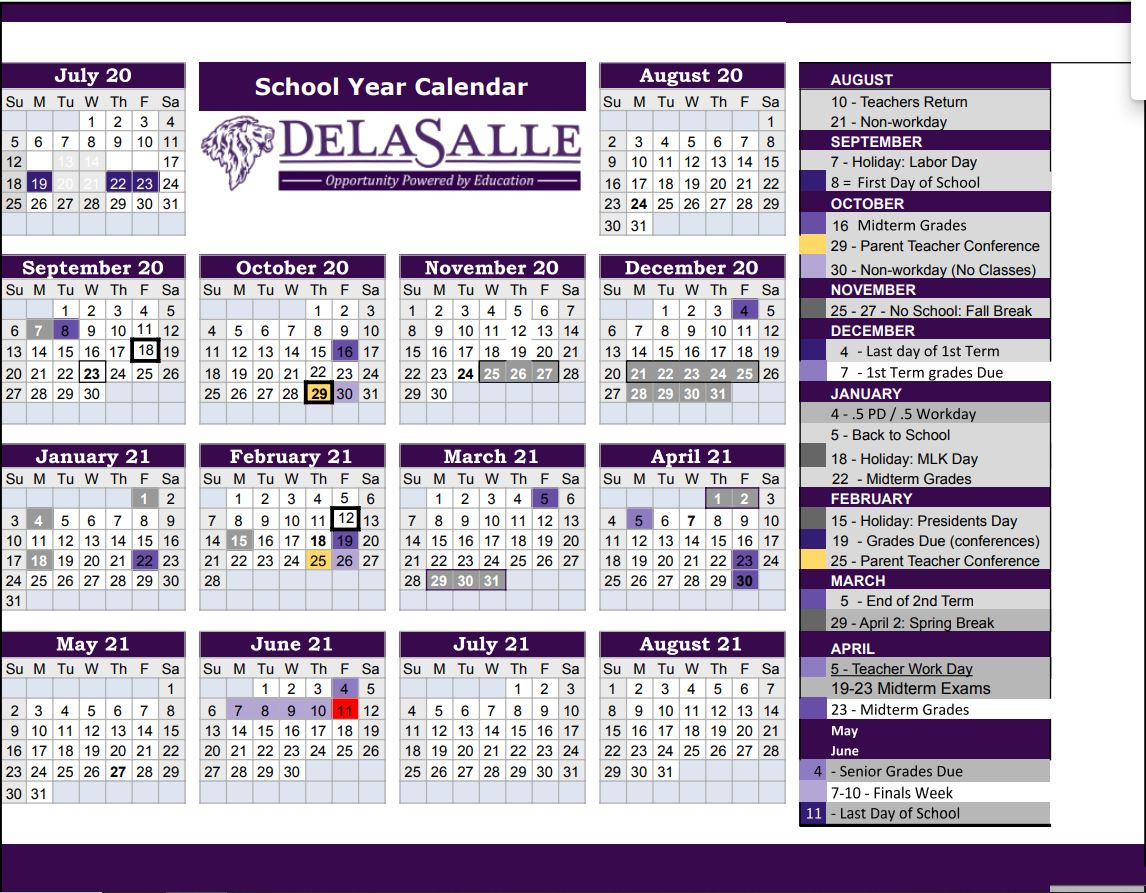 July 20
Su M Tu W Th F Sa
1 2 3 4
5 6 7 8 9 10 11
12 13 14 17
18 19 20 21 22 23 24
25 26 27 28 29 30 31
School Year Calendar
DELASALLE
Opportunity Powered by Education
August 20
Su M Tu W Th F Sa
1
2 3 4 5 6 7 8
9 10 11 12 13 14 15
16 17 18 19 20 21 22
23 24 25 26 27 28 29
30 31
September 20
Su M Tu W Th F Sa
1 2 3 4 5
6 7 8 9 10 11 12
13 14 15 16 17 18 19
20 21 22 23 24 25 26
27 28 29 30
October 20
Su M Tu W Th F Sa
1 2 3
4 5 6 7 8 9 10
11 12 13 14 15 16 17
18 19 20 21 22 23 24
25 26 27 28 29 30 31
November 20
Su M Tu W Th F Sa
1 2 3 4 5 6 7
8 9 10 11 12 13 14
15 16 17 18 19 20 21
22 23 24 25 26 27 28
29 30
December 20
Su M Tu W Th F Sa
1 2 3 4 5
6 7 8 9 10 11 12
13 14 15 16 17 18 19
20 21 22 23 24 25 26
27 28 29 30 31
January 21
Su M Tu W Th F Sa
1 2
3 4 5 6 7 8 9
10 11 12 13 14 15 16
17 18 19 20 21 22 23
24 25 26 27 28 29 30
31
February 21
Su M Tu W Th F Sa
1 2 3 4 5 6
7 8 9 10 11 12 13
14 15 16 17 18 19 20
21 22 23 24 25 26 27
28
March 21
Su M Tu W Th F Sa
1 2 3 4 5 6
7 8 9 10 11 12 13
14 15 16 17 18 19 20
21 22 23 24 25 26 27
28 29 30 31
April 21
Su M Tu W Th F Sa
1 2 3
4 5 6 7 8 9 10
11 12 13 14 15 16 17
18 19 20 21 22 23 24
25 26 27 28 29 30
May 21
Su M Tu W Th F Sa
1
2 3 4 5 6 7 8
9 10 11 12 13 14 15
16 17 18 19 20 21 22
23 24 25 26 27 28 29
30 31
June 21
Su M Tu W Th F Sa
1 2 3 4 5
6 7 8 9 10 11 12
13 14 15 16 17 18 19
20 21 22 23 24 25 26
27 28 29 30
July 21
Su M Tu W Th F Sa
1 2 3
4 5 6 7 8 9 10
11 12 13 14 15 16 17
18 19 20 21 22 23 24
25 26 27 28 29 30 31
August 21
Su M Tu W Th F Sa
1 2 3 4 5 6 7
8 9 10 11 12 13 14
15 16 17 18 19 20 21
22 23 24 25 26 27 28
29 30 31
AUGUST
10 - Teachers Return
21 - Non-workday
SEPTEMBER
7 - Holiday: Labor Day
8 = First Day of School
OCTOBER
16 Midterm Grades
29 - Parent Teacher Conference
30 - Non-workday (No Classes)
NOVEMBER
25 - 27 - No School: Fall Break
DECEMBER
4 - Last day of 1st Term
7 - 1st Term grades Due
JANUARY
4 - .5 PD / .5 Workday
5 - Back to School
18 - Holiday: MLK Day
22 - Midterm Grades
FEBRUARY
15 - Holiday: Presidents Day
19 - Grades Due (conferences)
25 - Parent Teacher Conference
MARCH
5 - End of 2nd Term
29 - April 2: Spring Break
APRIL
5 - Teacher Work Day
19-23 Midterm Exams
23 - Midterm Grades
May
June
4 - Senior Grades Due
7-10 - Finals Week
11 - Last Day of School